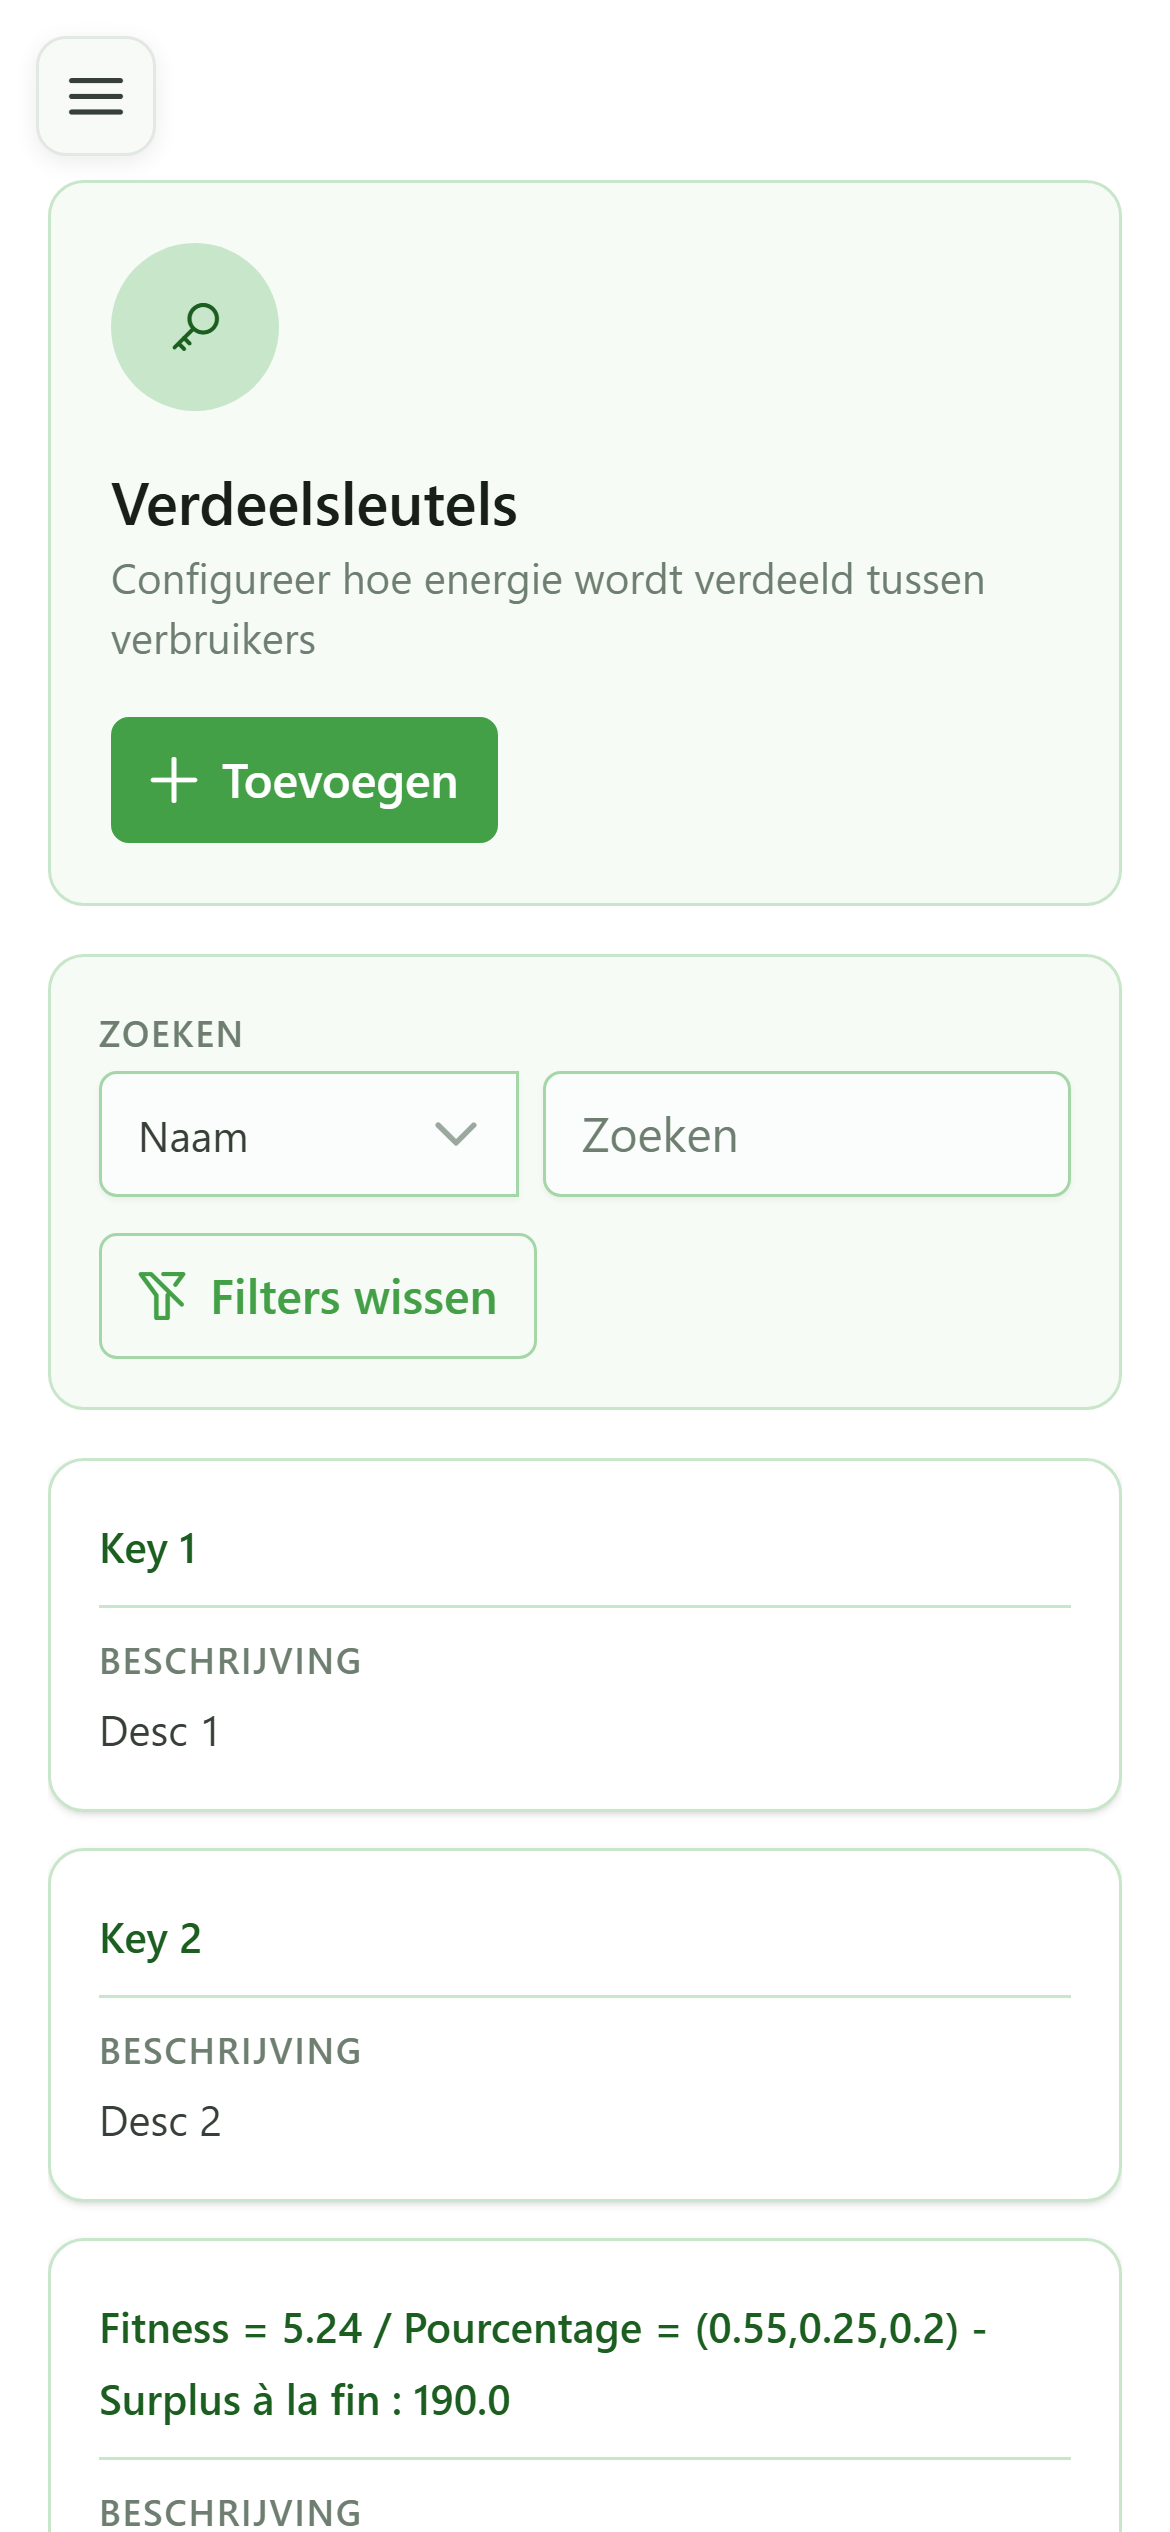 Verdeelsleutels
Configureer hoe energie wordt verdeeld tussen
verbruikers
Toevoegen
ZOEKEN
Naam
Zoeken
Filters wissen
Key 1
BESCHRIJVING
Desc 1
Key 2
BESCHRIJVING
Desc 2
Fitness = 5.24 / Pourcentage = (0.55,0.25,0.2) -
Surplus à la fin : 190.0
BESCHRIJVING